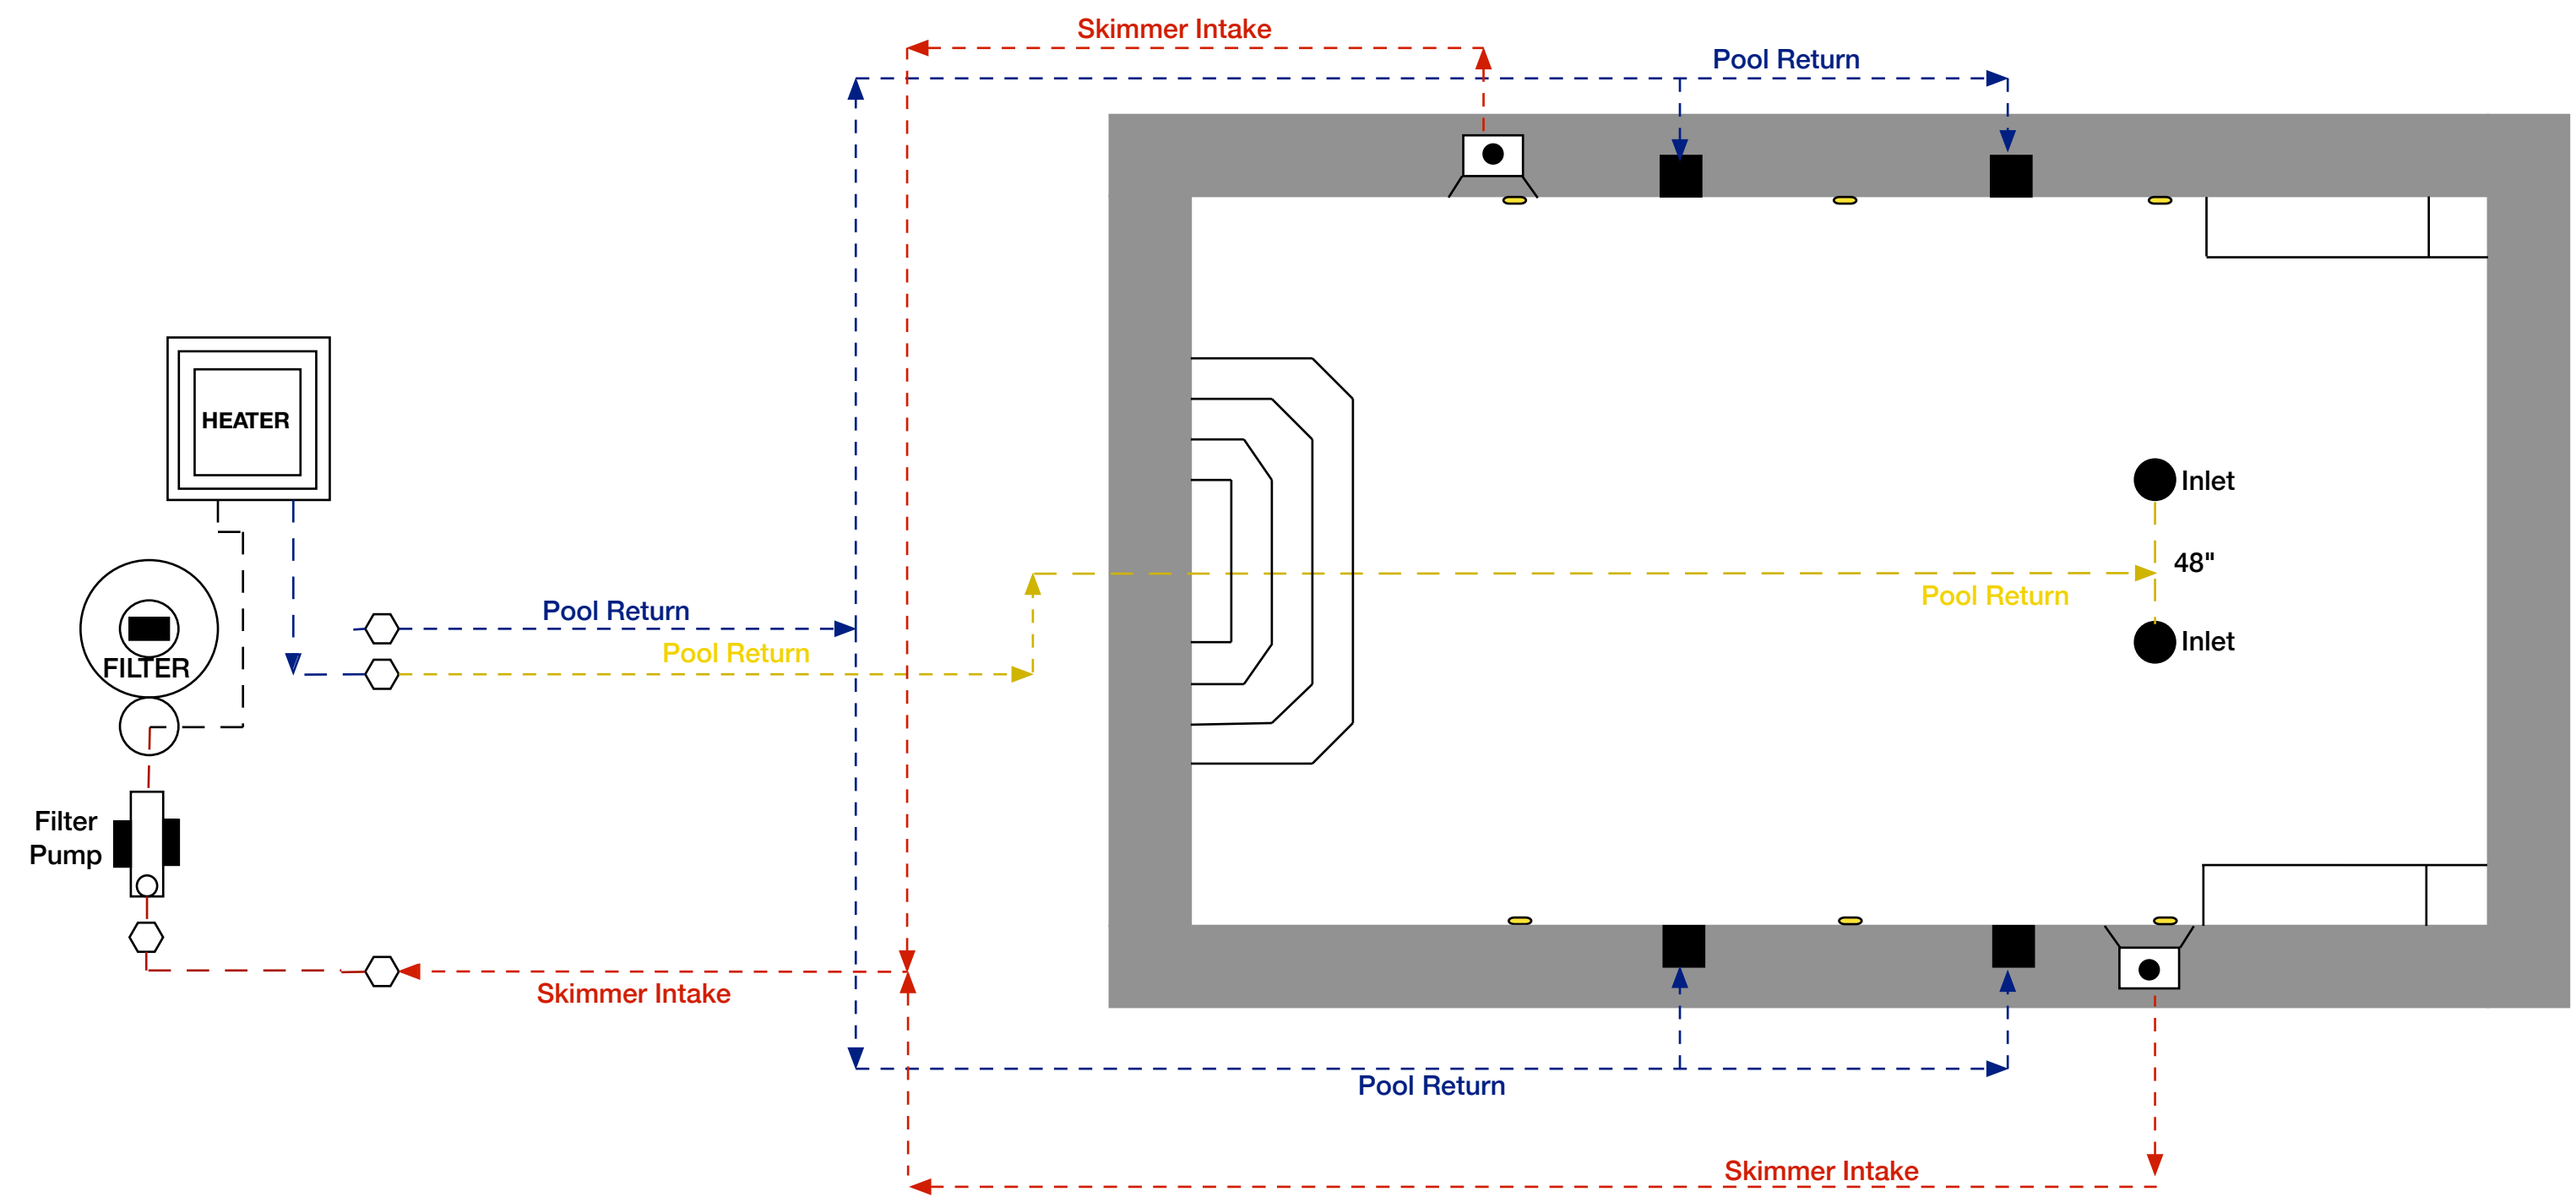 Skimmer Intake
Pool Return
HEATER
Inlet
48"
Pool Return
Inlet
Pool Return
Pool Return
FILTER
Filter
Pump
Skimmer Intake
Pool Return
Skimmer Intake